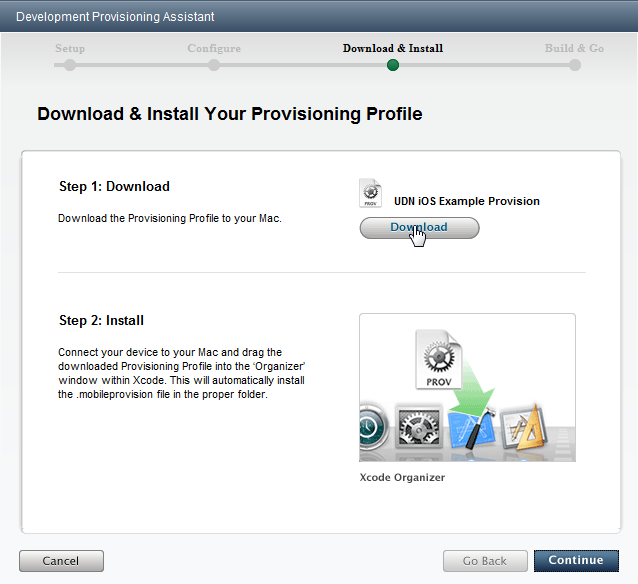 Development Provisioning Assistant
Setup
Configure
Download & Install
Build & Go
Download & Install Your Provisioning Profile
Step 1: Download
Download the Provisioning Profile to your Mac.
PROV
UDN iOS Example Provision
Download
Step 2: Install
Connect your device to your Mac and drag the
downloaded Provisioning Profile into the ‘Organizer’
window within Xcode. This will automatically install
the .mobileprovision file in the proper folder.
PROV
Xcode Organizer
Cancel
Go Back
Continue